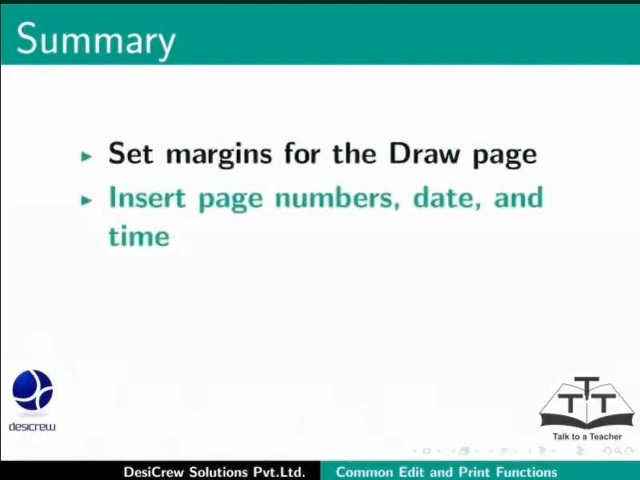 Summary
Set margins for the Draw page
Insert page numbers, date, and
time
desicrew
TTT
Talk to a Teacher
DesiCrew Solutions Pvt.Ltd. Common Edit and Print Functions